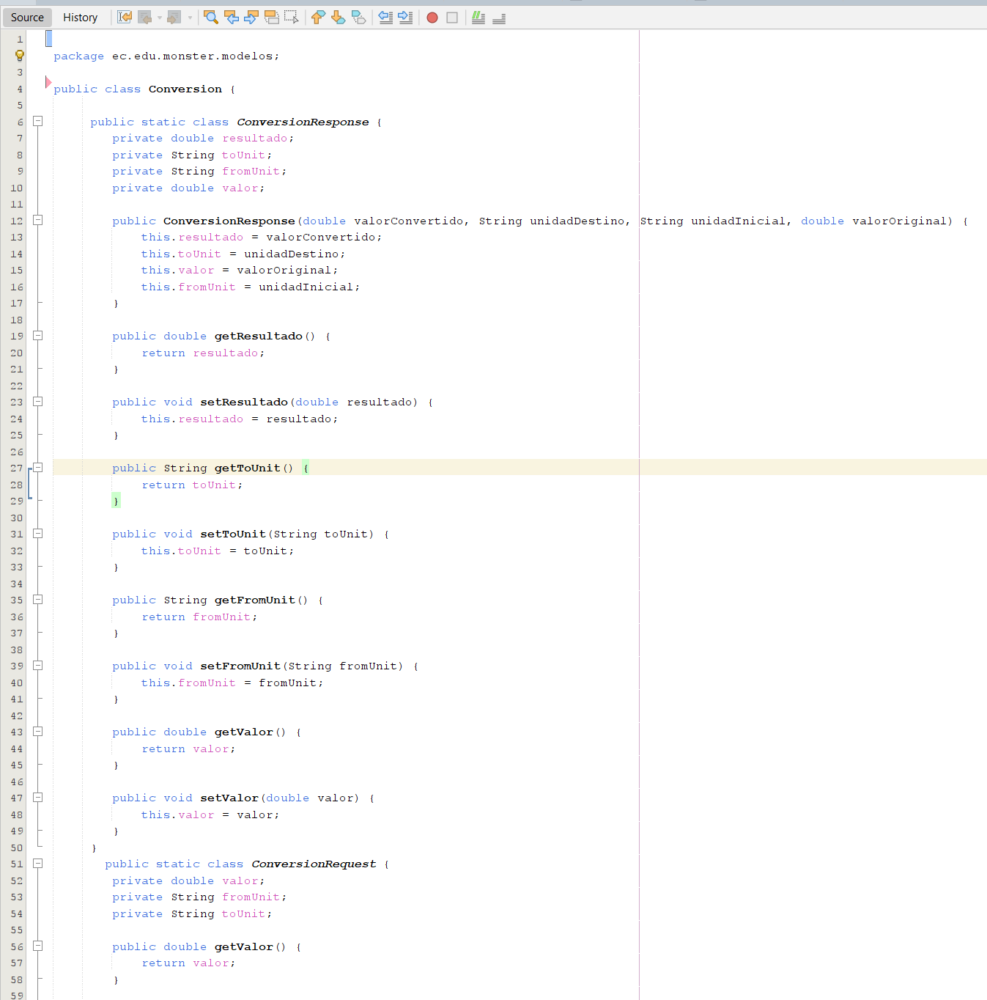 Source History
1
package ec.edu.monster.modelos;
3
4 public class Conversion {
5
6 public static class ConversionResponse {
7 private double resultado;
8 private String toUnit;
9 private String fromUnit;
10 private double valor;
11
12 public ConversionResponse(double valorConvertido, String unidadDestino, String unidadInicial, double valorOriginal) {
13 this.resultado = valorConvertido;
14 this.toUnit = unidadDestino;
15 this.valor = valorOriginal;
16 this.fromUnit = unidadInicial;
17 }
18
19 public double getResultado() {
20 return resultado;
21 }
22
23 public void setResultado(double resultado) {
24 this.resultado = resultado;
25 }
26
27 public String getToUnit() {
28 return toUnit;
29 }
30
31 public void setToUnit(String toUnit) {
32 this.toUnit = toUnit;
33 }
34
35 public String getFromUnit() {
36 return fromUnit;
37 }
38
39 public void setFromUnit(String fromUnit) {
40 this.fromUnit = fromUnit;
41 }
42
43 public double getValor() {
44 return valor;
45 }
46
47 public void setValor(double valor) {
48 this.valor = valor;
49 }
50 }
51 public static class ConversionRequest {
52 private double valor;
53 private String fromUnit;
54 private String toUnit;
55
56 public double getValor() {
57 return valor;
58 }
59